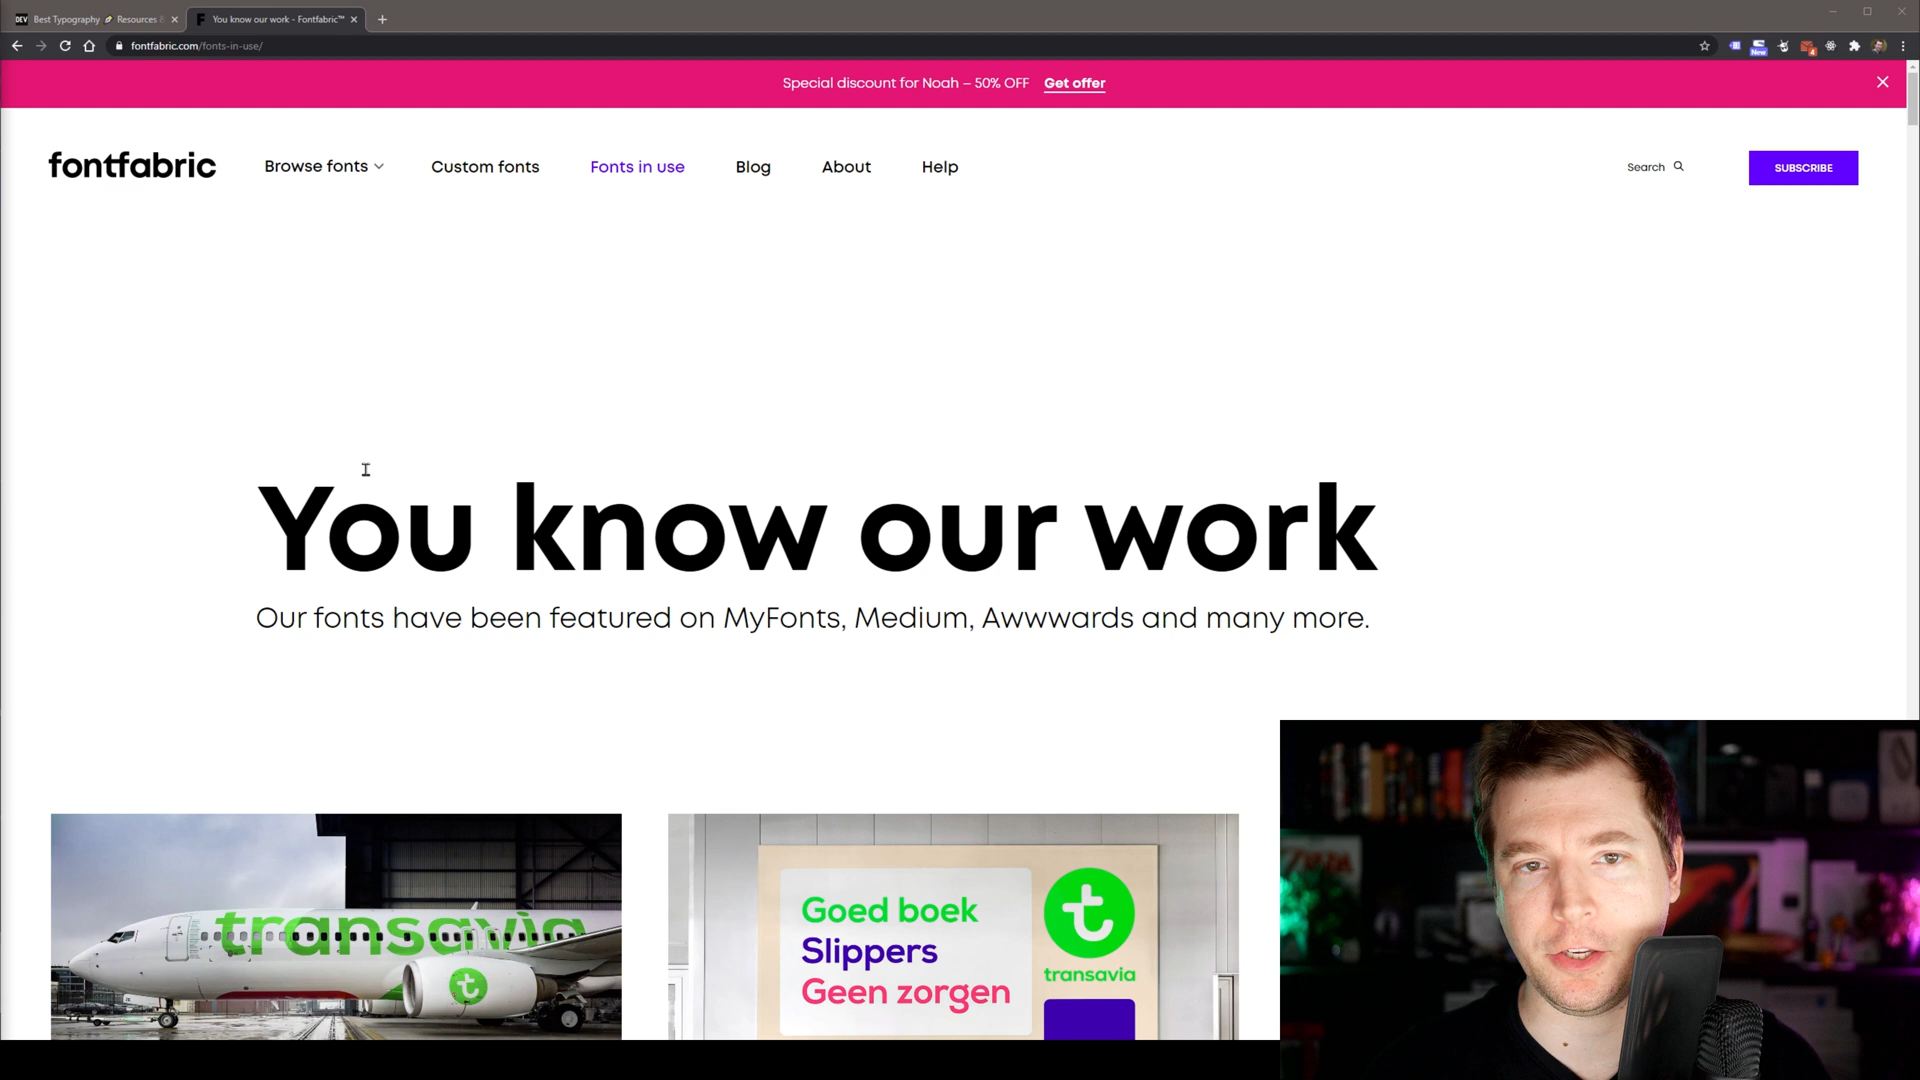 DEV Best Typography Resources
F You know our work - Fontfabric™
fontfabric.com/fonts-in-use/
New
4
Special discount for Noah – 50% OFF Get offer
fontfabric
Browse fonts
Custom fonts
Fonts in use
Blog
About
Help
Search
SUBSCRIBE
You know our work
Our fonts have been featured on MyFonts, Medium, Awwwards and many more.
transavia
t
Goed boek
Slippers
Geen zorgen
t
transavia